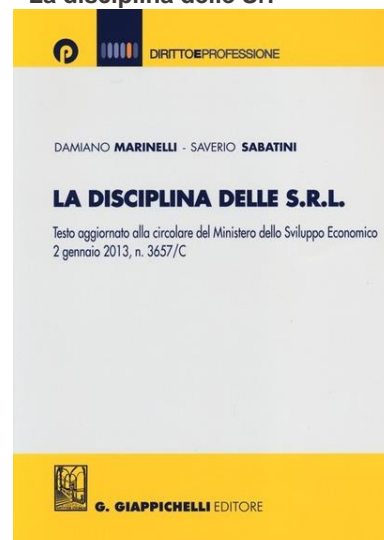 DIRITTOEPROFESSIONE
DAMIANO MARINELLI - SAVERIO SABATINI
LA DISCIPLINA DELLE S.R.L.
Testo aggiornato alla circolare del Ministero dello Sviluppo Economico
2 gennaio 2013, n. 3657/C
G. GIAPPICHELLI EDITORE